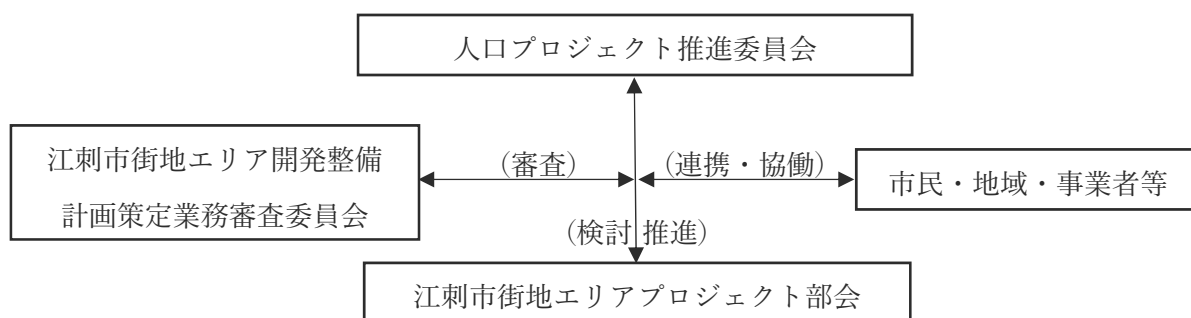 人口プロジェクト推進委員会
江刺市街地エリア開発整備
計画策定業務審査委員会
(審査)
(連携・協働)
市民・地域・事業者等
(検討 推進)
江刺市街地エリアプロジェクト部会